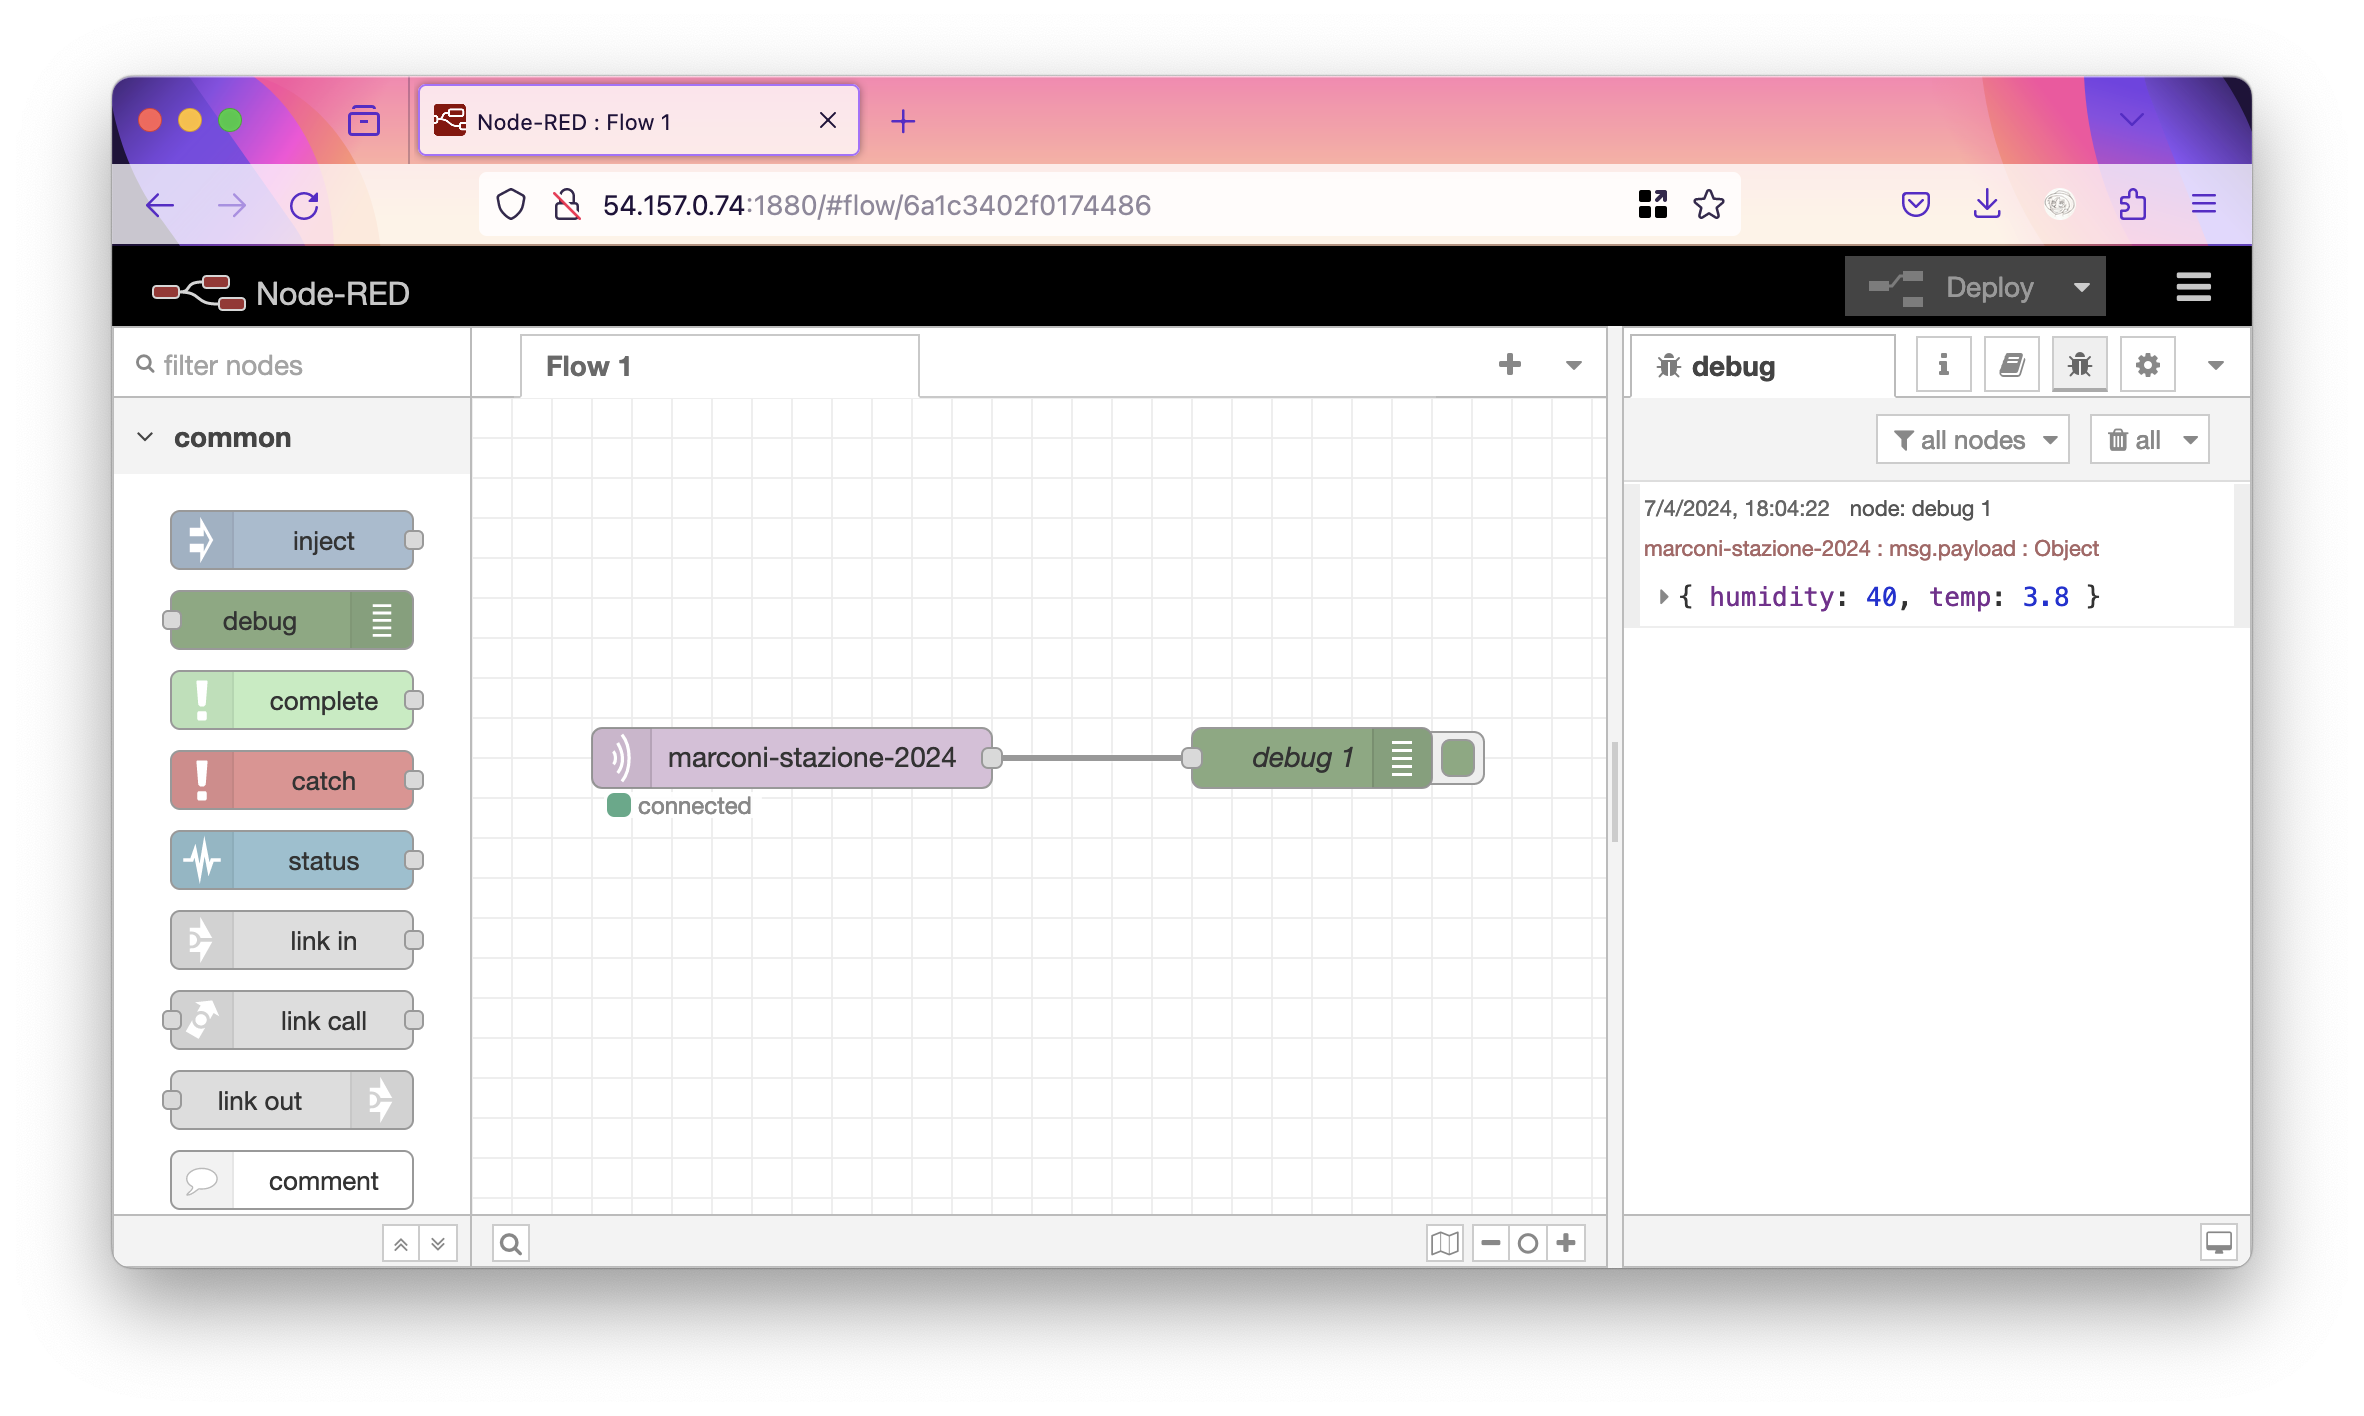 Node-RED : Flow 1
54.157.0.74:1880/#flow/6a1c3402f0174486
Node-RED
Deploy
filter nodes
Flow 1
debug
common
all nodes
all
inject
debug
complete
catch
status
link in
link call
link out
comment
marconi-stazione-2024
connected
debug 1
7/4/2024, 18:04:22 node: debug 1
marconi-stazione-2024 : msg.payload : Object
{ humidity: 40, temp: 3.8 }